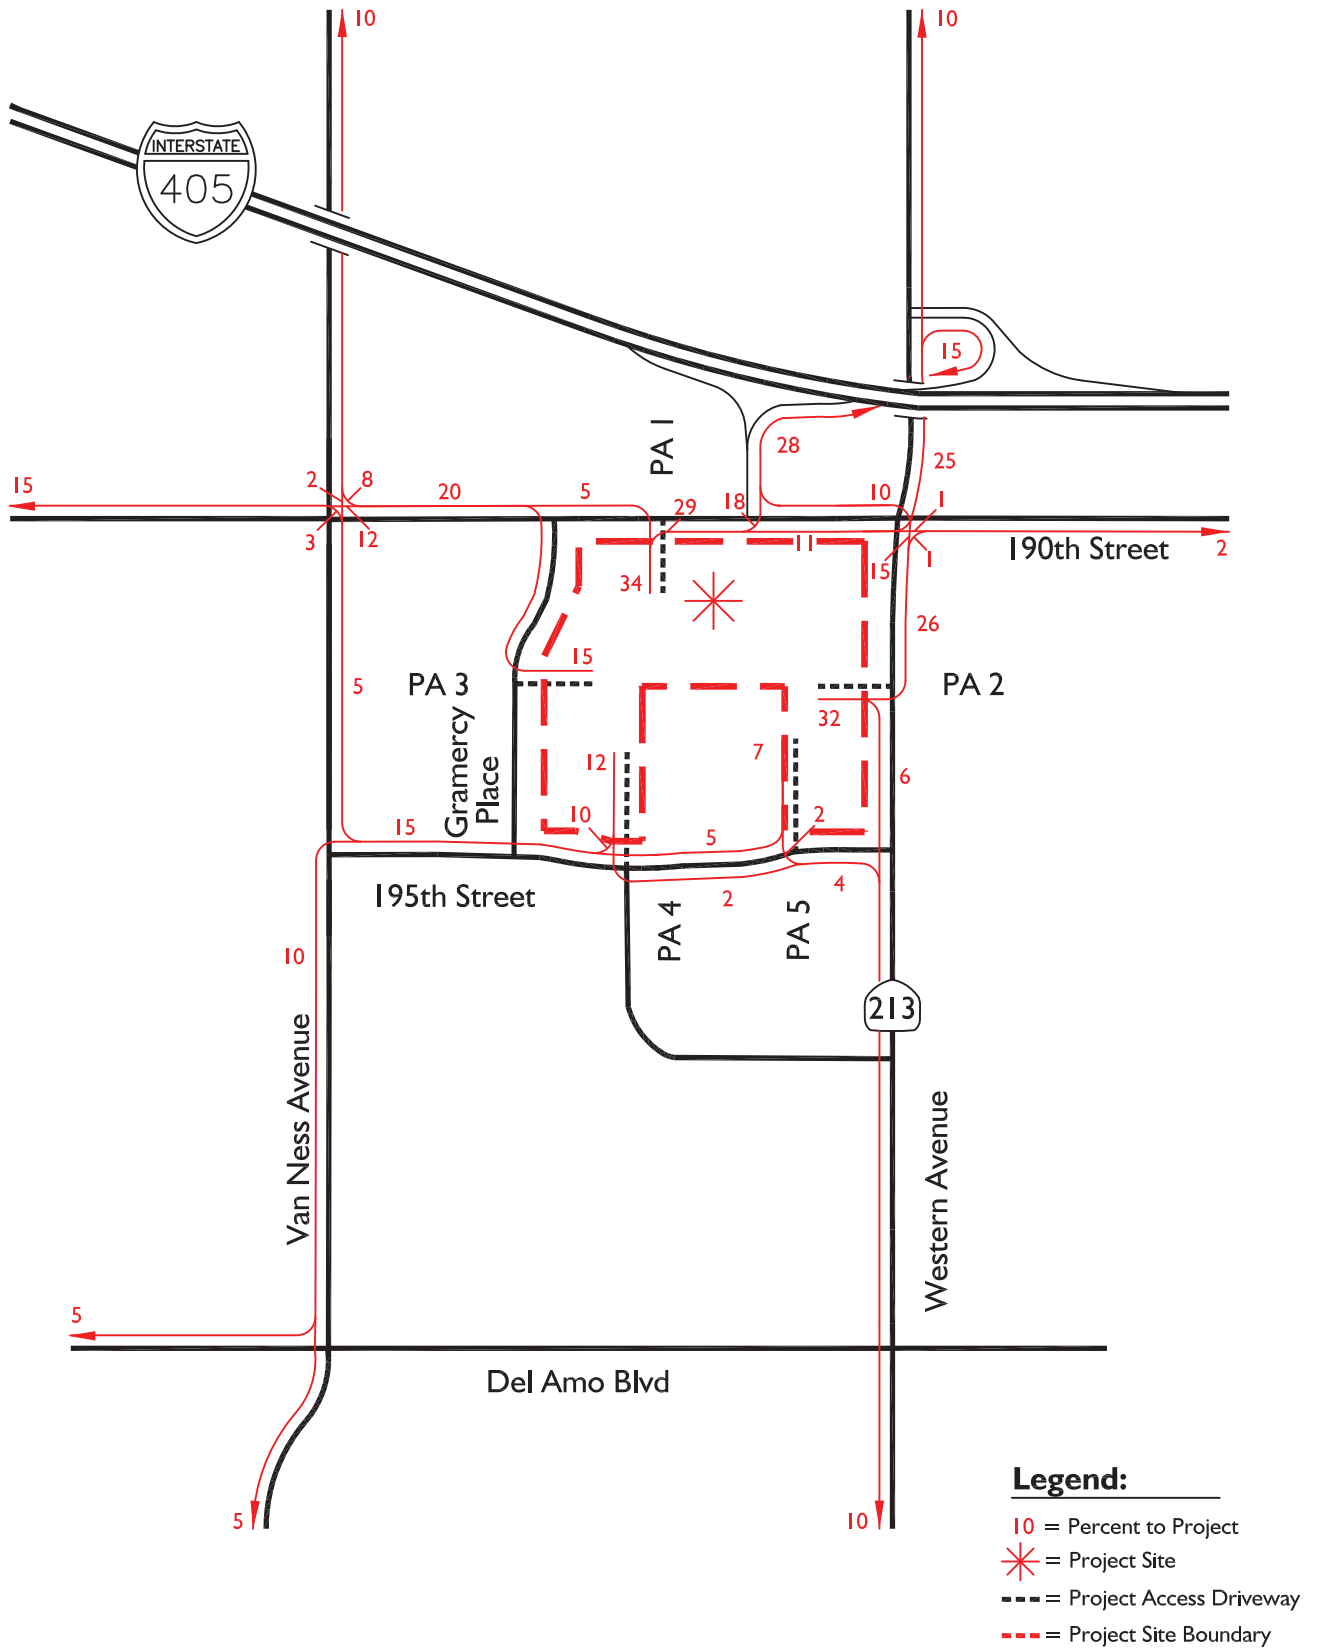 10
10
INTERSTATE
405
15
PA 1
28
25
15
2
8
20
5
29
18
10
1
3
12
11
15
1
190th Street
2
34
26
15
PA 3
5
PA 2
32
Gramercy
Place
12
7
6
10
2
15
5
4
195th Street
2
PA 4
PA 5
10
213
Van Ness Avenue
Western Avenue
5
Del Amo Blvd
Legend:
5
10
10 = Percent to Project
= Project Site
= Project Access Driveway
= Project Site Boundary